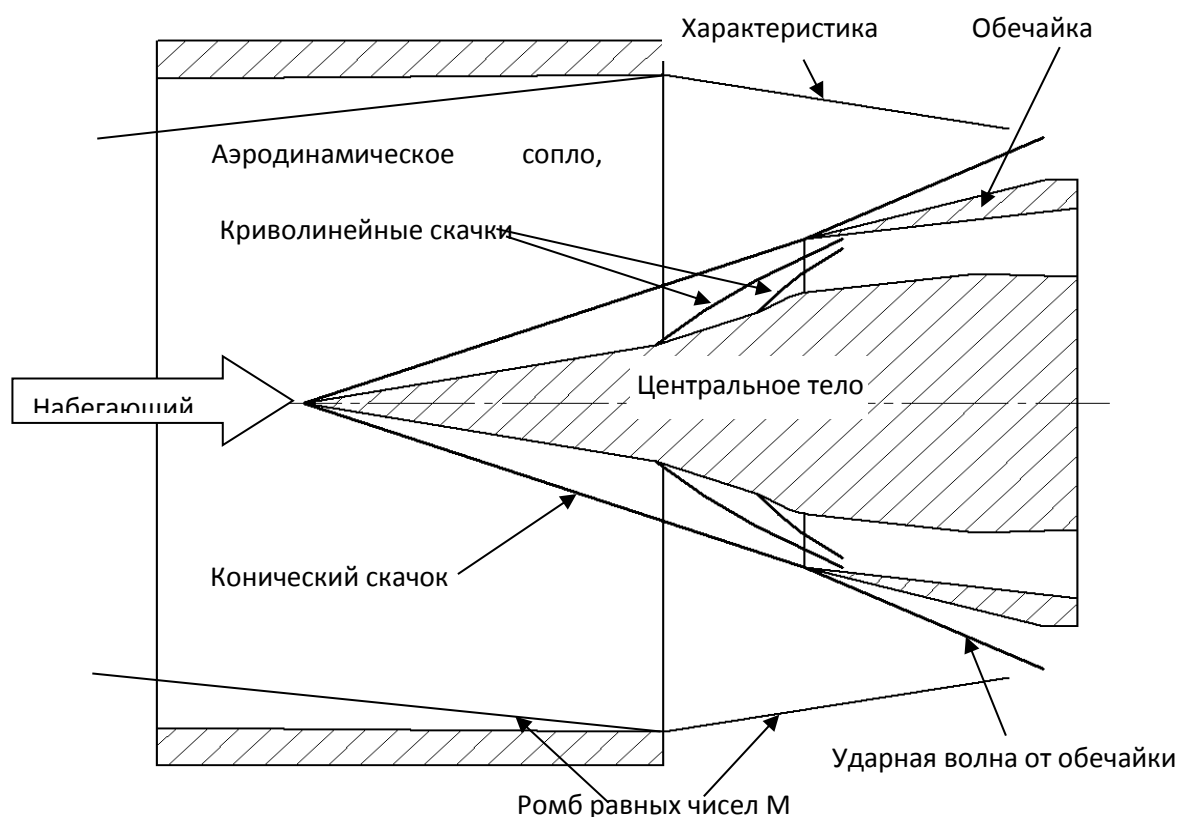 Характеристика
Обечайка
Аэродинамическое сопло,
Криволинейные скачки
Центральное тело
Набегающий
Конический скачок
Ударная волна от обечайки
Ромб равных чисел М